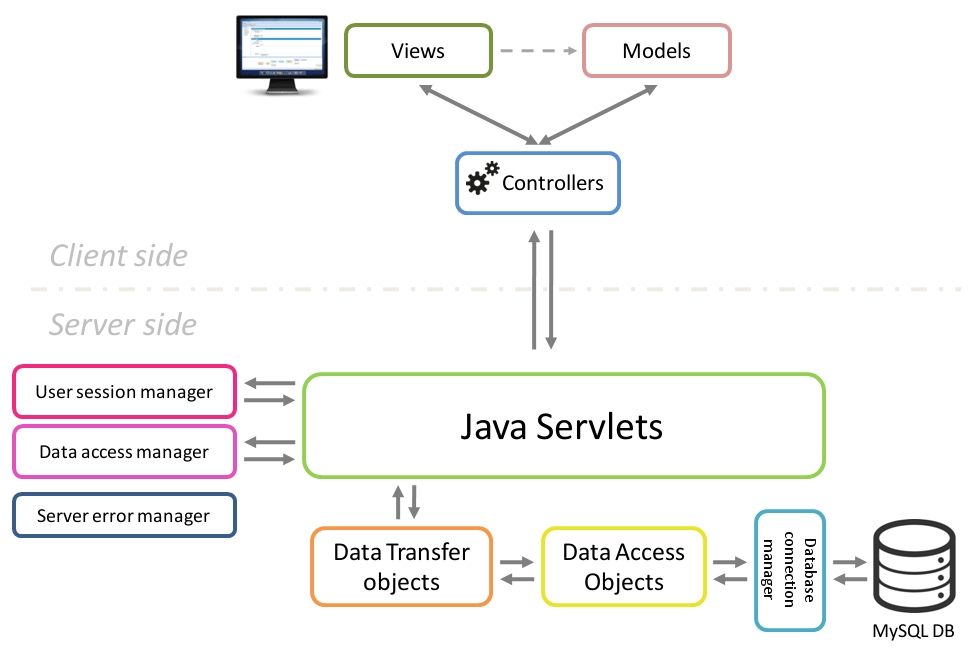 Views
Models
Controllers
Client side
Server side
User session manager
Java Servlets
Data access manager
Server error manager
Data Transfer
objects
Data Access
Objects
Database
connection
manager
MySQL DB